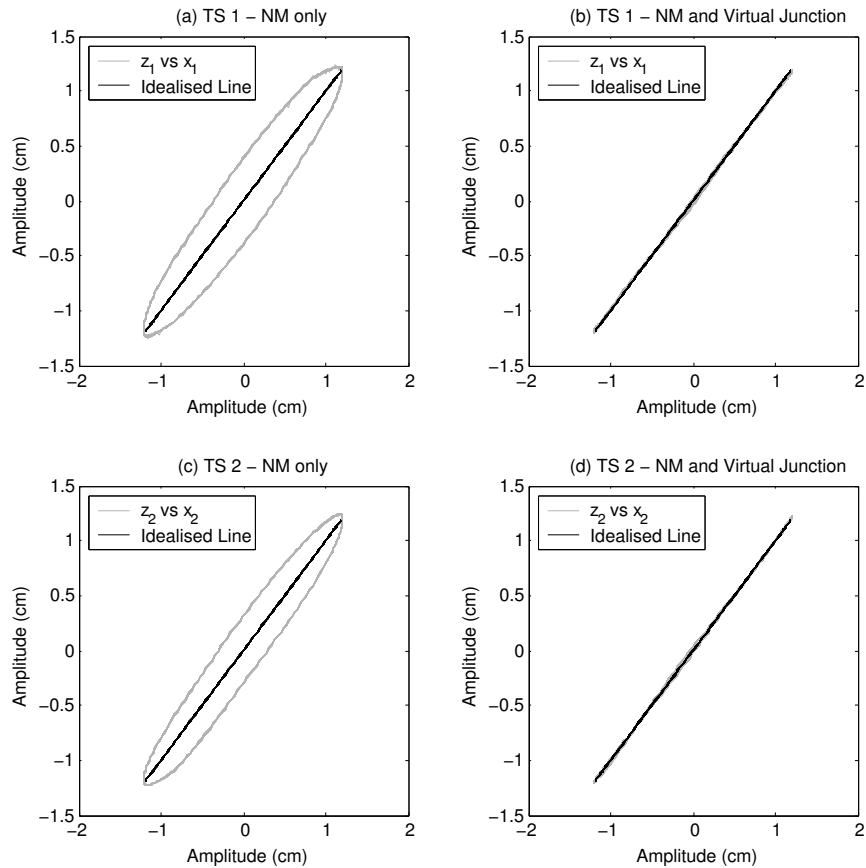 (a) TS 1 − NM only
1.5
1
0.5
0
−0.5
−1
−1.5
−2
−1
0
1
2
Amplitude (cm)
Amplitude (cm)
z1 vs x1
Idealised Line
(b) TS 1 − NM and Virtual Junction
1.5
1
0.5
0
−0.5
−1
−1.5
−2
−1
0
1
2
Amplitude (cm)
Amplitude (cm)
z1 vs x1
Idealised Line
(c) TS 2 − NM only
1.5
1
0.5
0
−0.5
−1
−1.5
−2
−1
0
1
2
Amplitude (cm)
Amplitude (cm)
z2 vs x2
Idealised Line
(d) TS 2 − NM and Virtual Junction
1.5
1
0.5
0
−0.5
−1
−1.5
−2
−1
0
1
2
Amplitude (cm)
Amplitude (cm)
z2 vs x2
Idealised Line